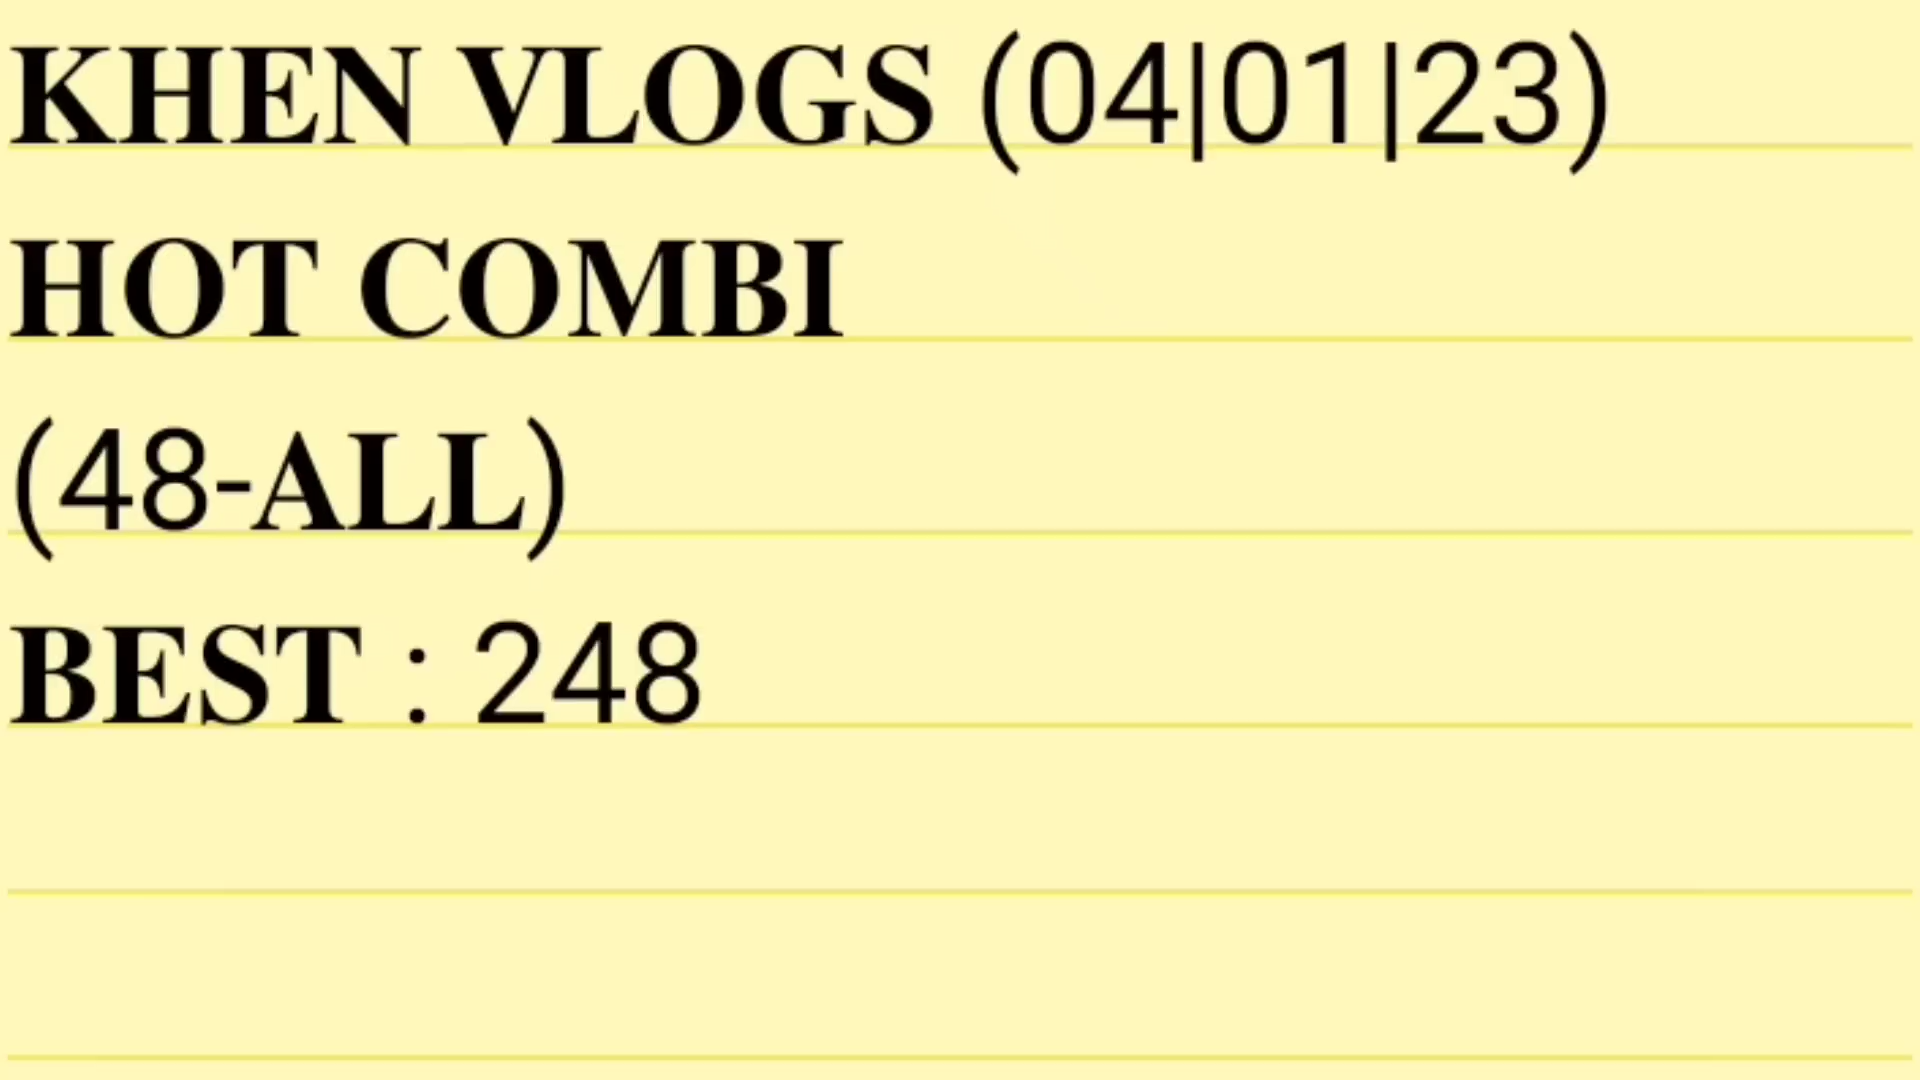 KHEN VLOGS (04|01|23)
HOT COMBI
(48-ALL)
BEST : 248